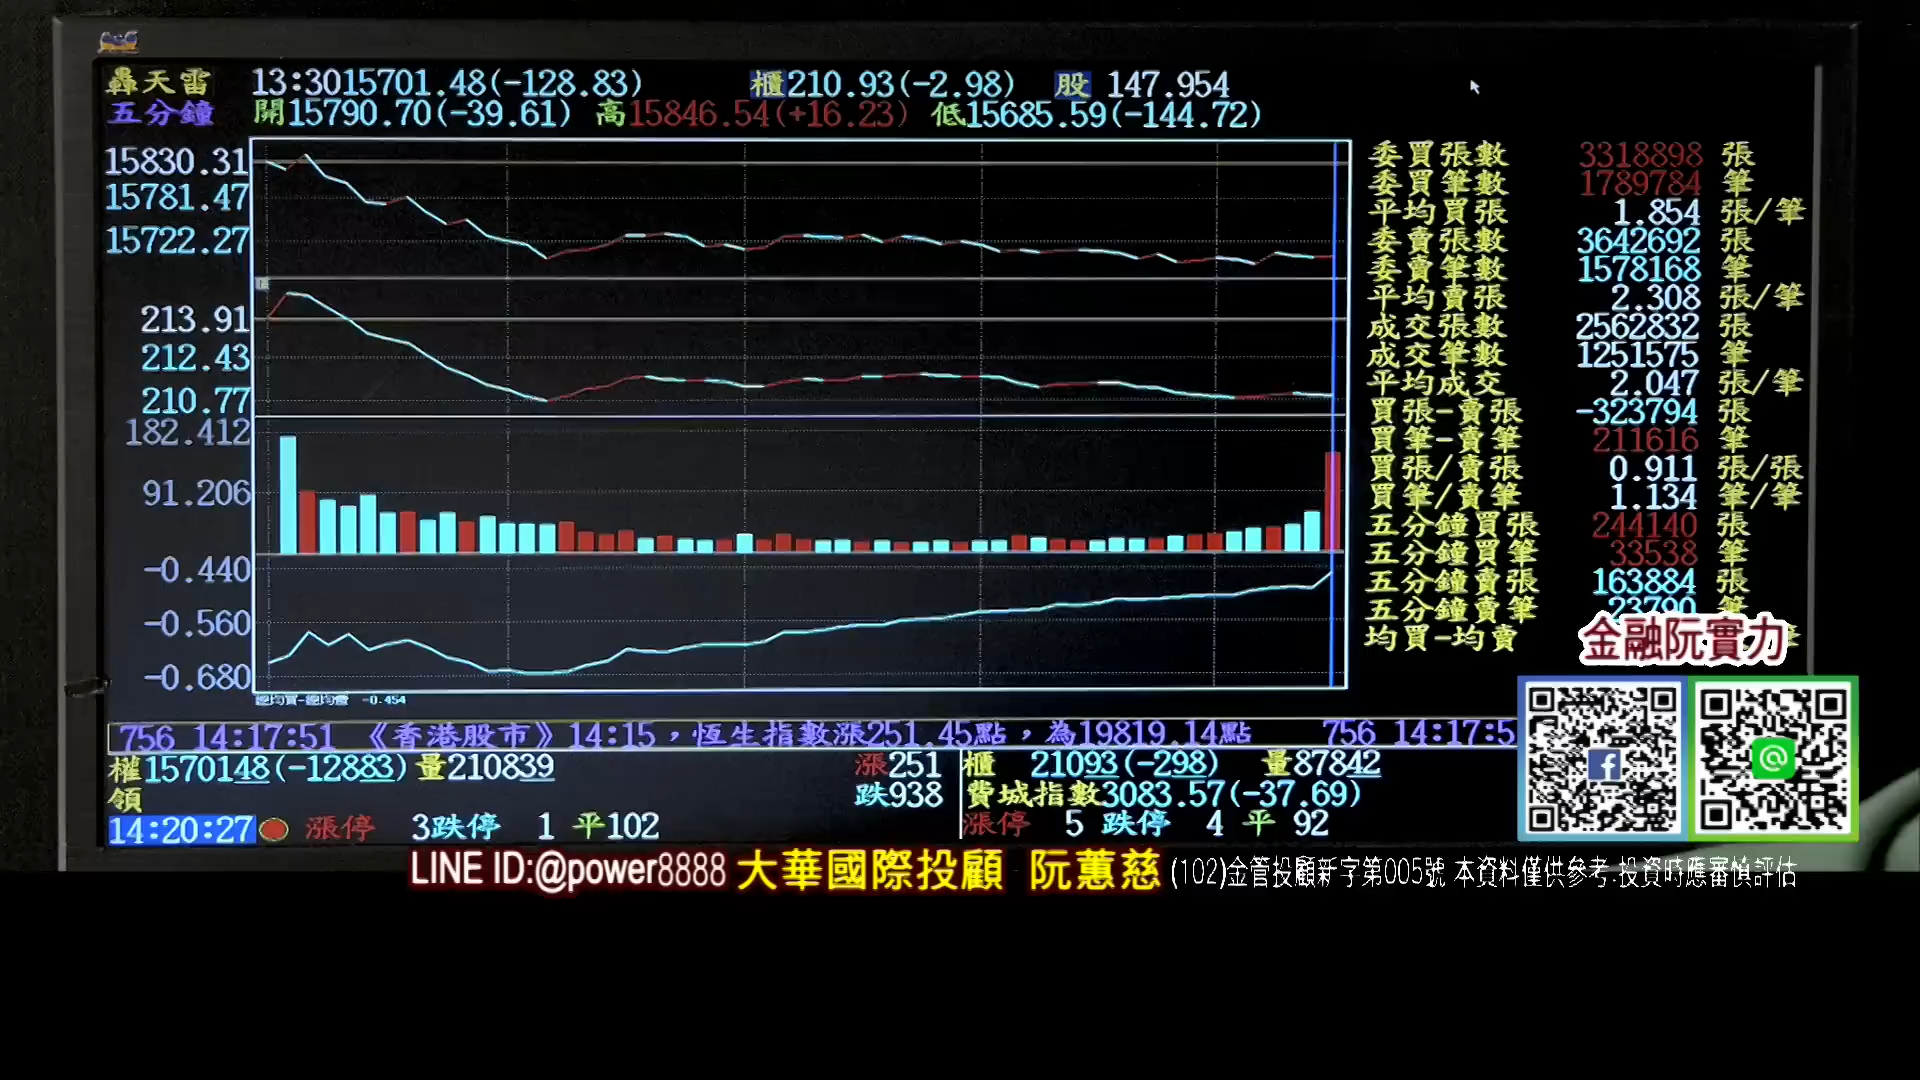 轟天雷 13:30 15701.48(-128.83) 櫃210.93(-2.98) 股 147.954
五分鐘 開15790.70(-39.61) 高15846.54(+16.23) 低15685.59(-144.72)
15830.31
15781.47
15722.27
213.91
212.43
210.77
182.412
91.206
-0.440
-0.560
-0.680
總均買-總均賣 -0.454
委買張數 3318898 張
委買筆數 1789784 筆
平均買張 1.854 張/筆
委賣張數 3642692 張
委賣筆數 1578168 筆
平均賣張 2.308 張/筆
成交張數 2562832 張
成交筆數 1251575 筆
平均成交 2.047 張/筆
買張-賣張 -323794 張
買筆-賣筆 211616 筆
買張/賣張 0.911 張/張
買筆/賣筆 1.134 筆/筆
五分鐘買張 244140 張
五分鐘買筆 33538 筆
五分鐘賣張 163884 張
五分鐘賣筆 23790 筆
均買-均賣
金融阮實力
756 14:17:51 《香港股市》14:15，恆生指數漲251.45點，為19819.14點 756 14:17:5
權1570148(-12883) 量210839 漲251 櫃 21093(-298) 量87842
領 跌938 費城指數3083.57(-37.69)
14:20:27 漲停 3跌停 1 平102 漲停 5 跌停 4 平 92
LINE ID:@power8888 大華國際投顧 阮蕙慈 (102)金管投顧新字第005號 本資料僅供參考.投資時應審慎評估